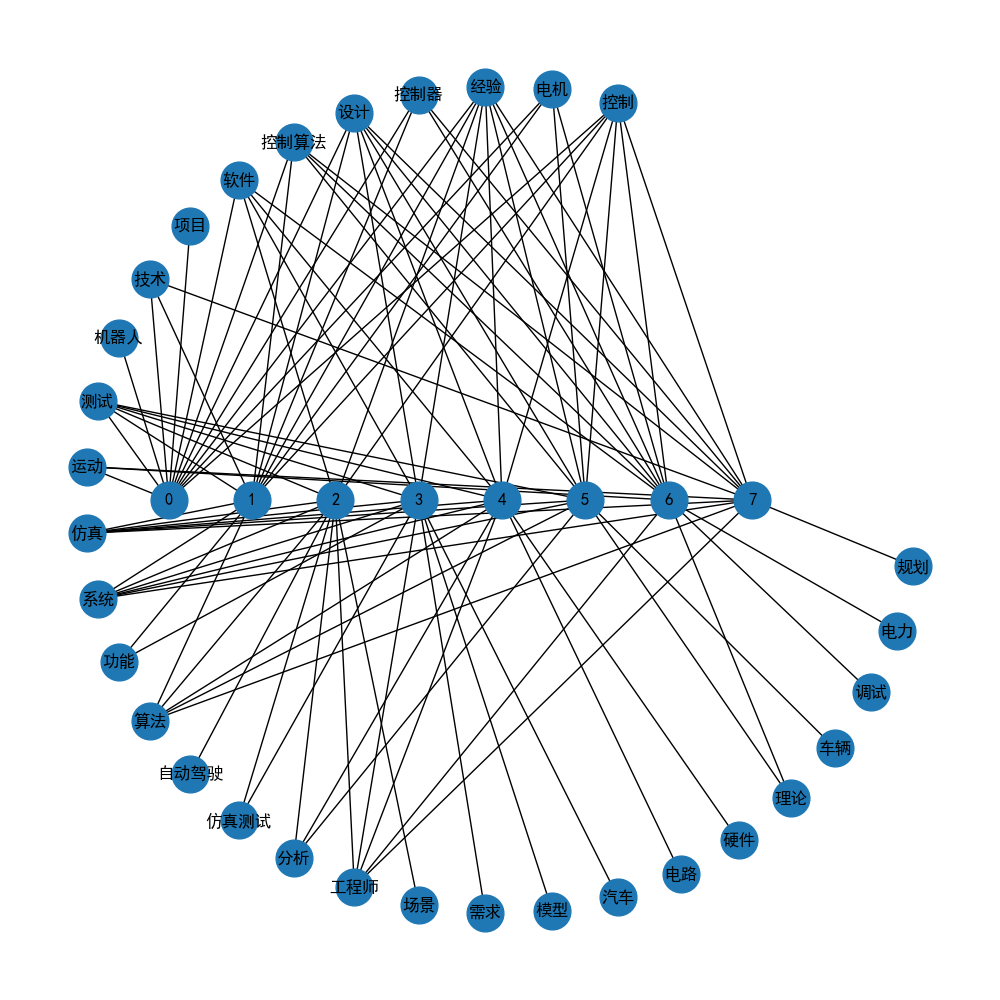 经验
电机
控制器
控制
设计
控制算法
软件
项目
技术
机器人
测试
运动
0
1
2
3
4
5
6
7
仿真
规划
系统
电力
功能
调试
算法
车辆
自动驾驶
理论
仿真测试
硬件
分析
电路
工程师
汽车
场景
模型
需求